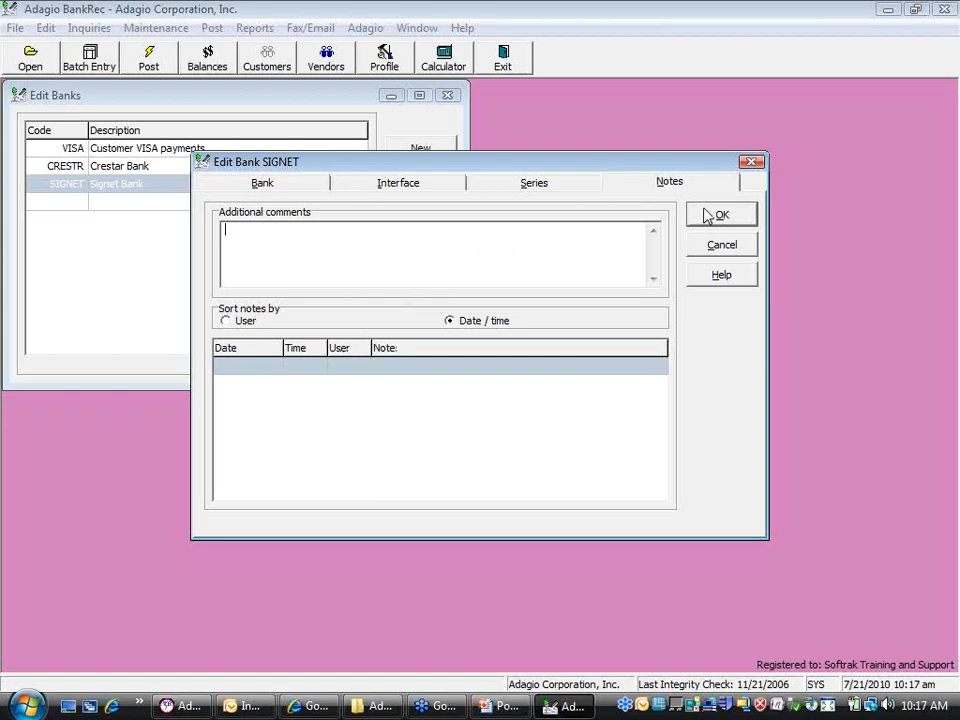 Adagio BankRec - Adagio Corporation, Inc.
File Edit Inquiries Maintenance Post Reports Fax/Email Adagio Window Help
Open Batch Entry Post Balances Customers Vendors Profile Calculator Exit
Edit Banks
Code Description
VISA Customer VISA payments
New
CRESTR Crestar Bank
SIGNET Signet Bank
Edit Bank SIGNET
Bank Interface Series Notes
Additional comments
OK
Cancel
Help
Sort notes by
User Date / time
Date Time User Note:
Registered to: Softrak Training and Support
Adagio Corporation, Inc. Last Integrity Check: 11/21/2006 SYS 7/21/2010 10:17 am
» Ad... In... Go... Ad... Go... Po... Ad... 10:17 AM